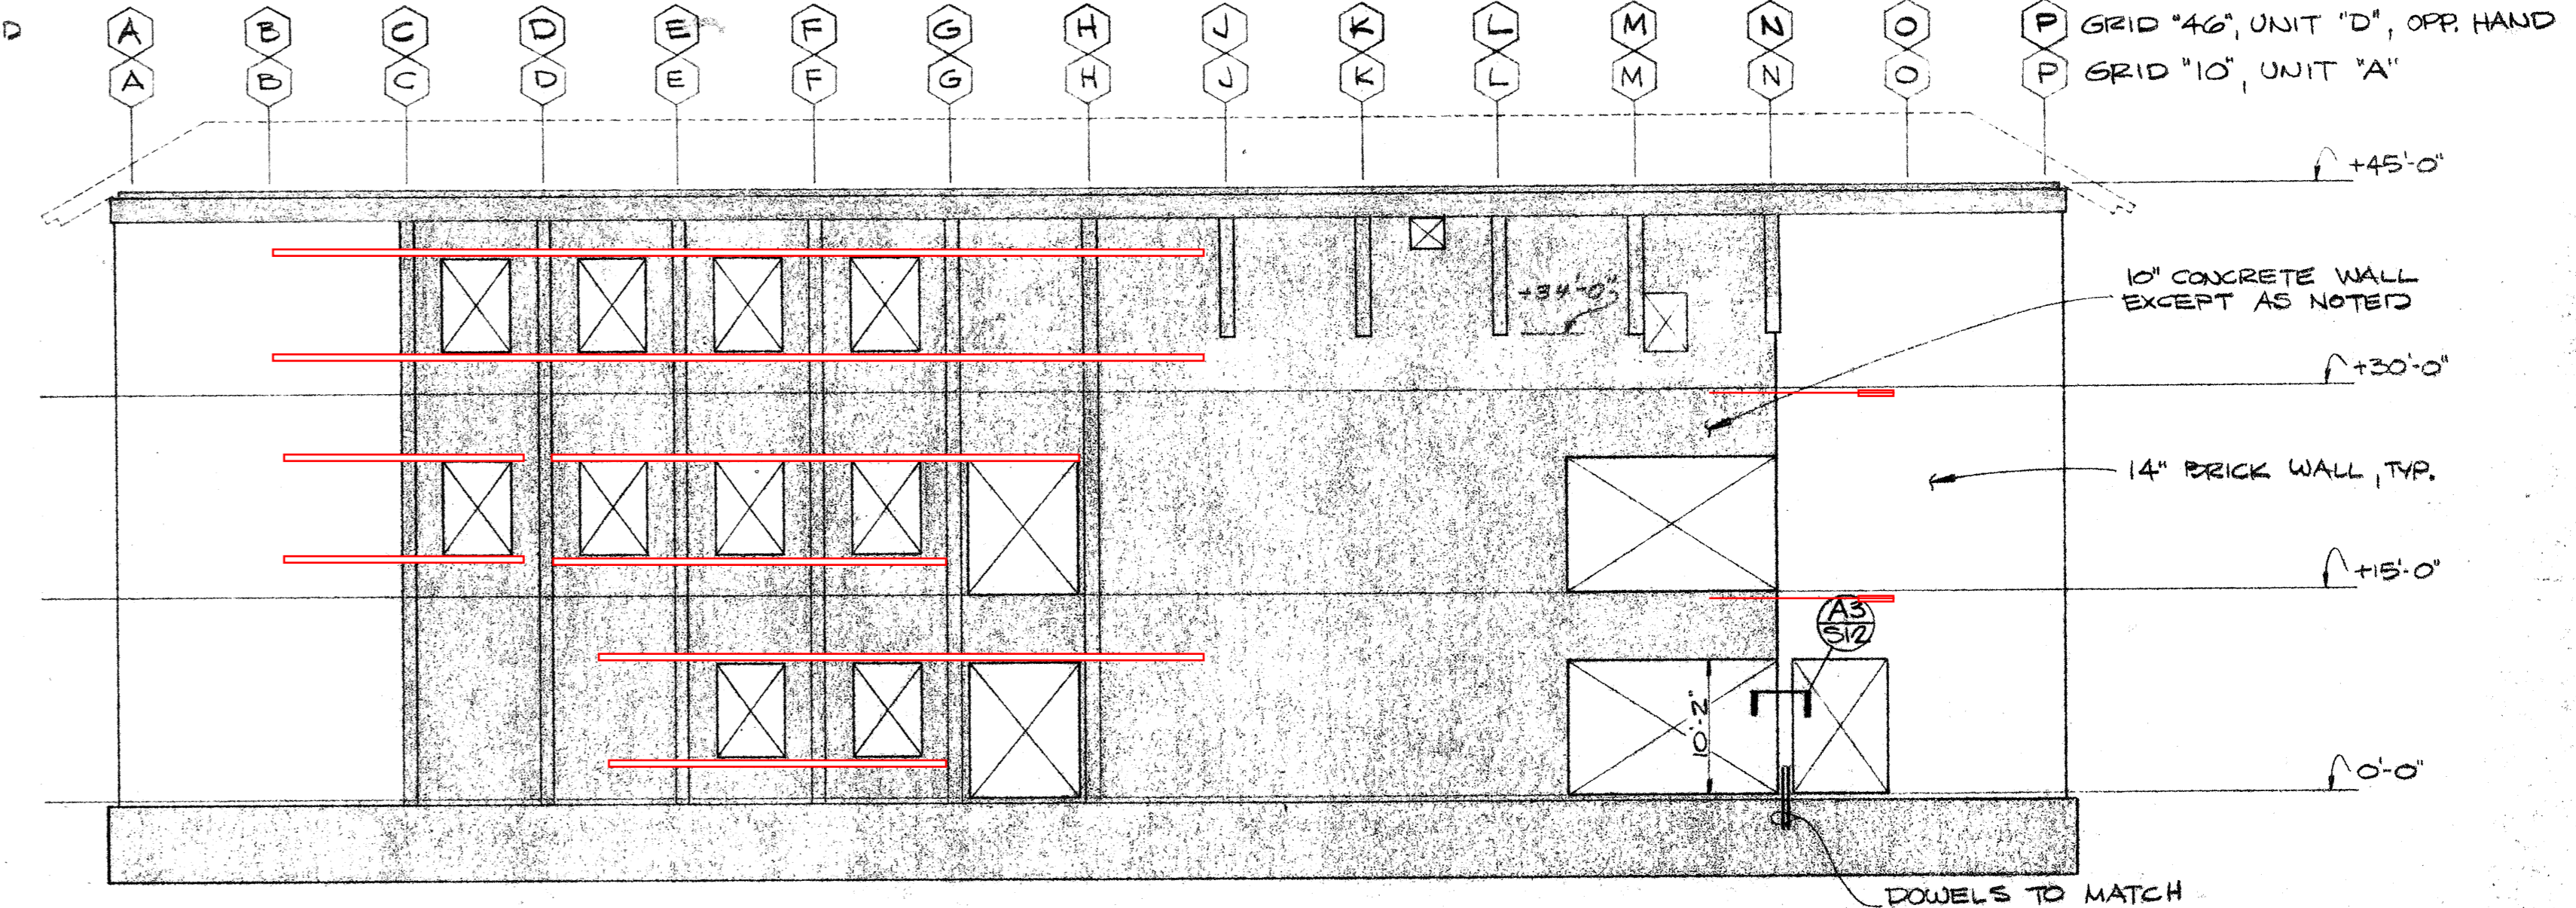 D
A B C D E F G H J K L M N O P GRID "46", UNIT "D", OPP. HAND
A B C D E F G H J K L M N O P GRID "10", UNIT "A"
+45'-0"
10" CONCRETE WALL
EXCEPT AS NOTED
+34'-0"
+30'-0"
14" BRICK WALL, TYP.
+15'-0"
A3
S12
10'-2"
0'-0"
DOWELS TO MATCH